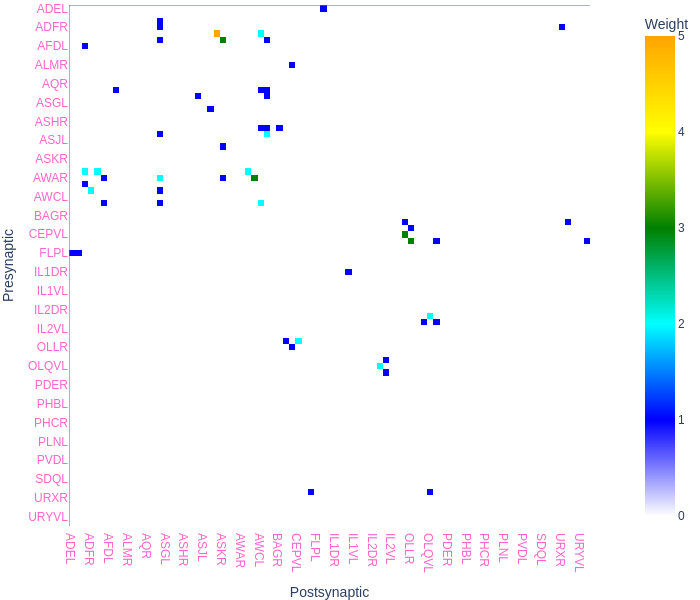 Weight
ADEL
ADFR
AFDL
ALMR
AQR
ASGL
ASHR
ASJL
ASKR
AWAR
AWCL
BAGR
CEPVL
FLPL
IL1DR
IL1VL
IL2DR
IL2VL
OLLR
OLQVL
PDER
PHBL
PHCR
PLNL
PVDL
SDQL
URXR
URYVL
Presynaptic
5
4
3
2
1
0
ADEL ADFR AFDL ALMR AQR ASGL ASHR ASJL ASKR AWAR AWCL BAGR CEPVL FLPL IL1DR IL1VL IL2DR IL2VL OLLR OLQVL PDER PHBL PHCR PLNL PVDL SDQL URXR URYVL
Postsynaptic